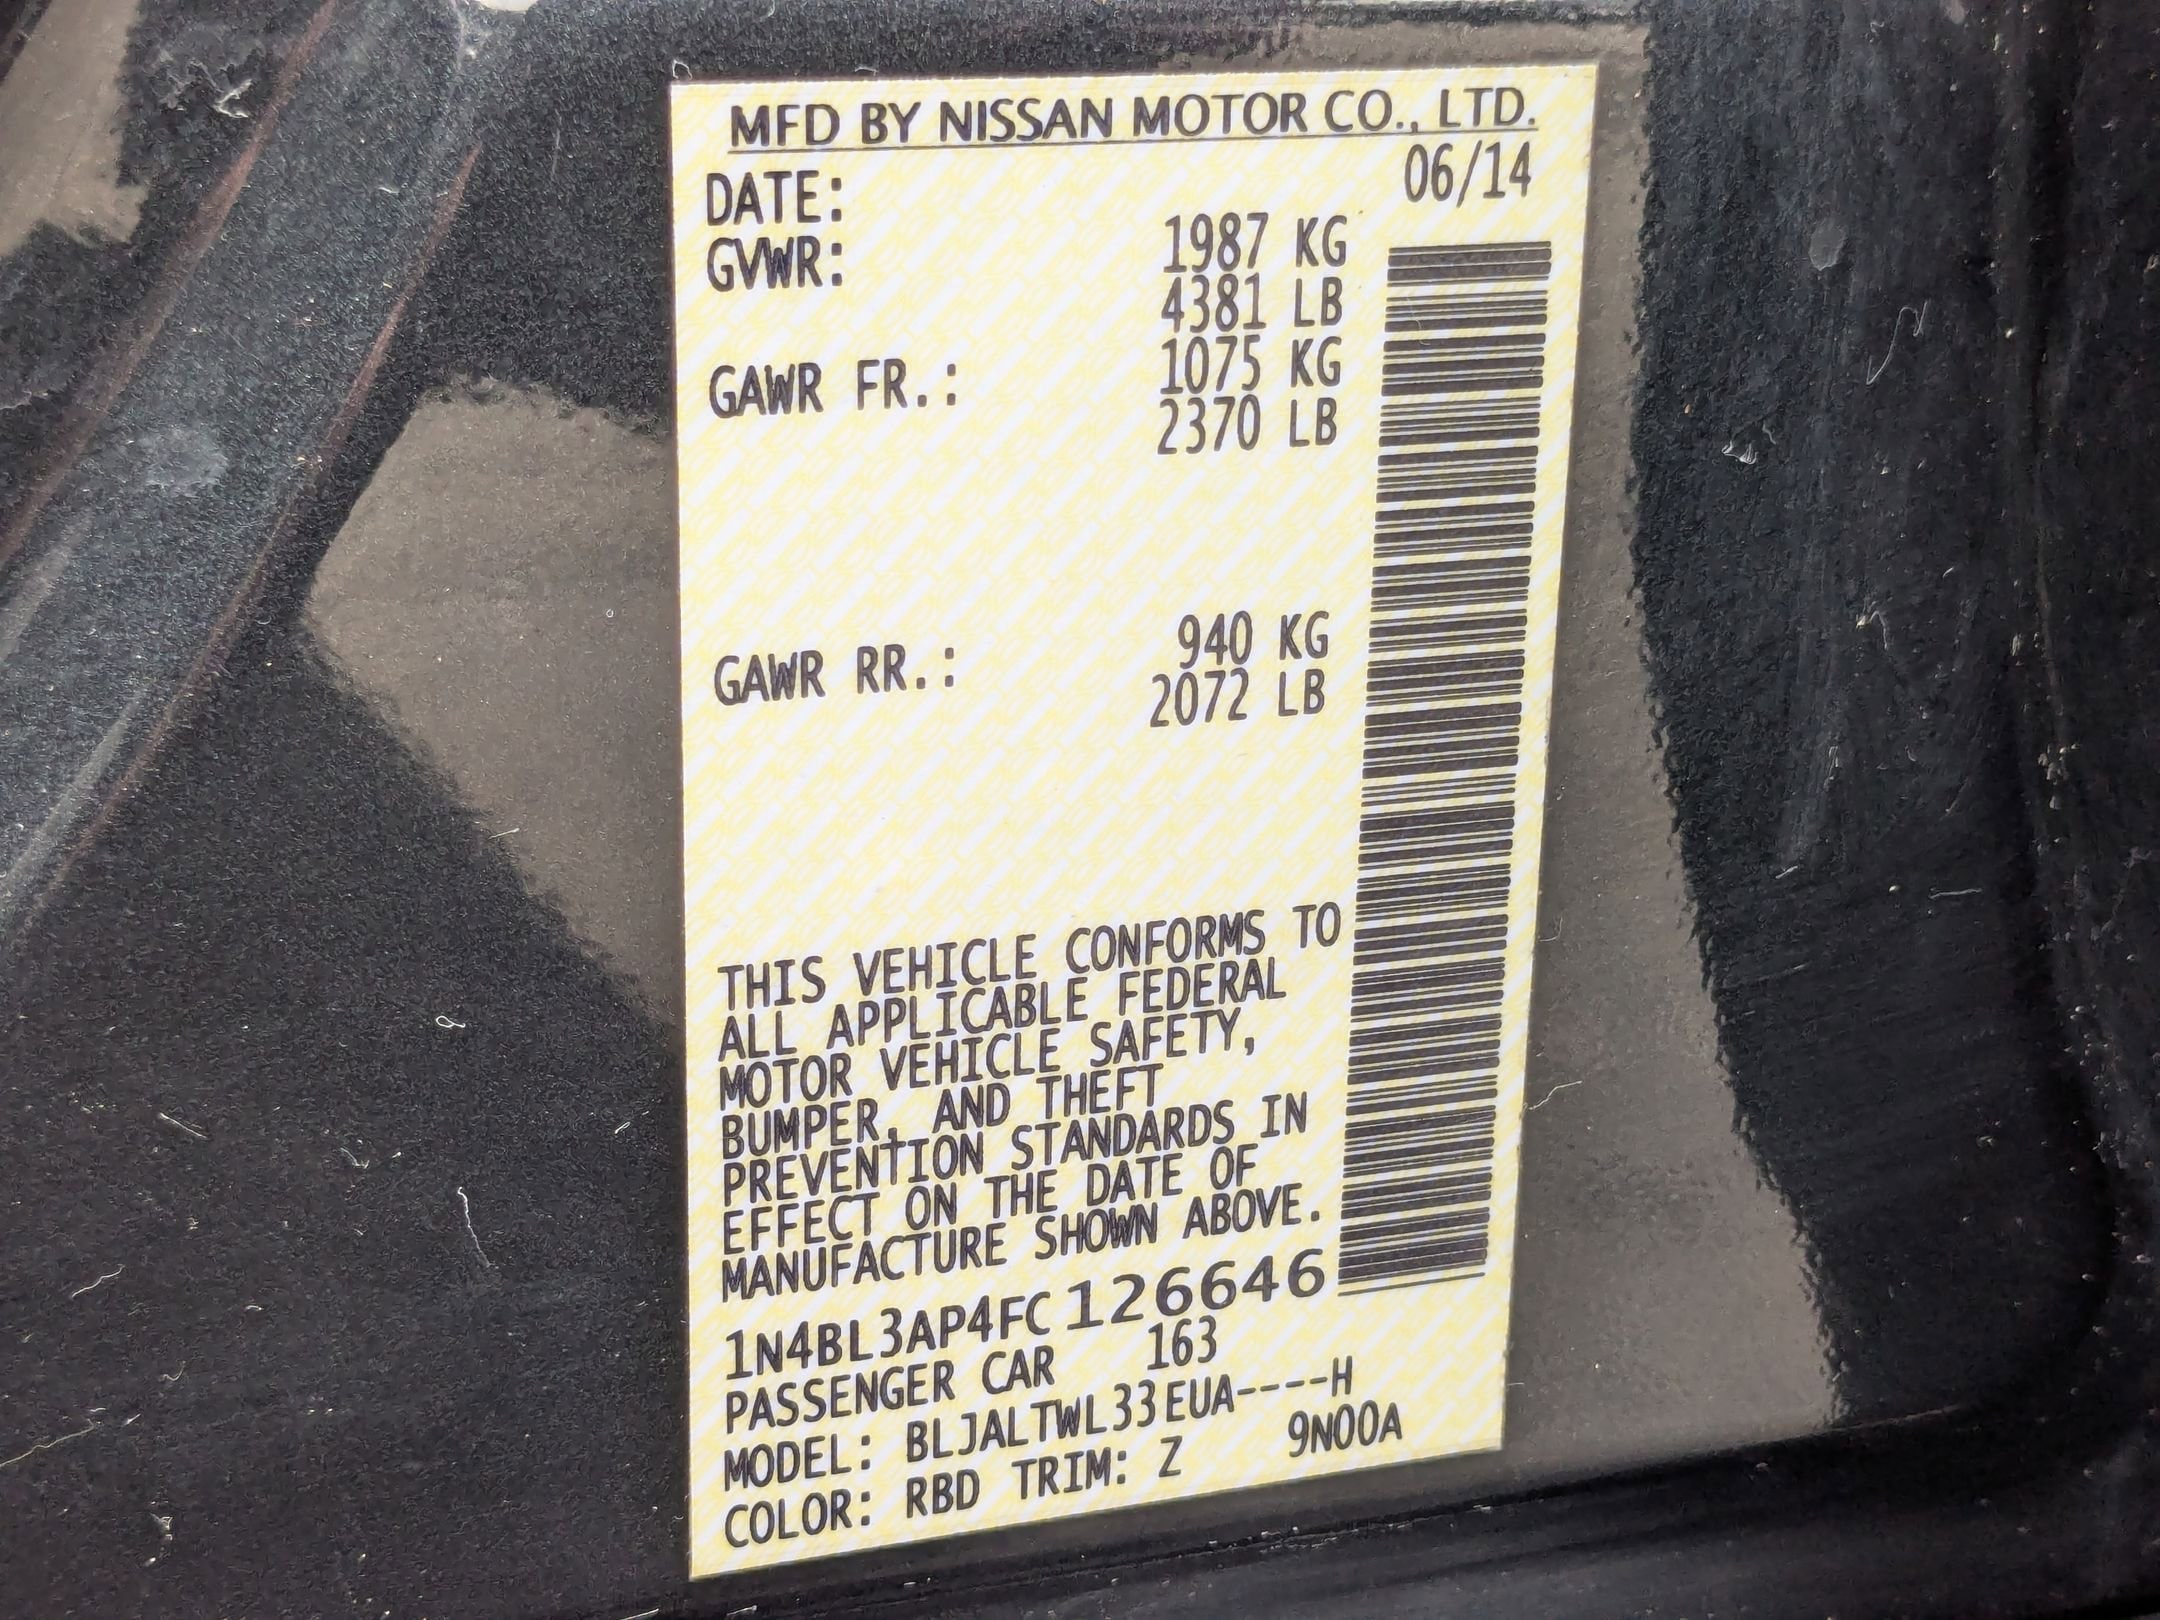 MFD BY NISSAN MOTOR CO., LTD.
DATE: 06/14
GVWR: 1987 KG
4381 LB
GAWR FR.: 1075 KG
2370 LB
GAWR RR.: 940 KG
2072 LB
THIS VEHICLE CONFORMS TO
ALL APPLICABLE FEDERAL
MOTOR VEHICLE SAFETY,
BUMPER, AND THEFT
PREVENTION STANDARDS IN
EFFECT ON THE DATE OF
MANUFACTURE SHOWN ABOVE.
1N4BL3AP4FC126646
PASSENGER CAR 163
MODEL: BLJALTWL33EUA----H
COLOR: RBD TRIM: Z 9N00A